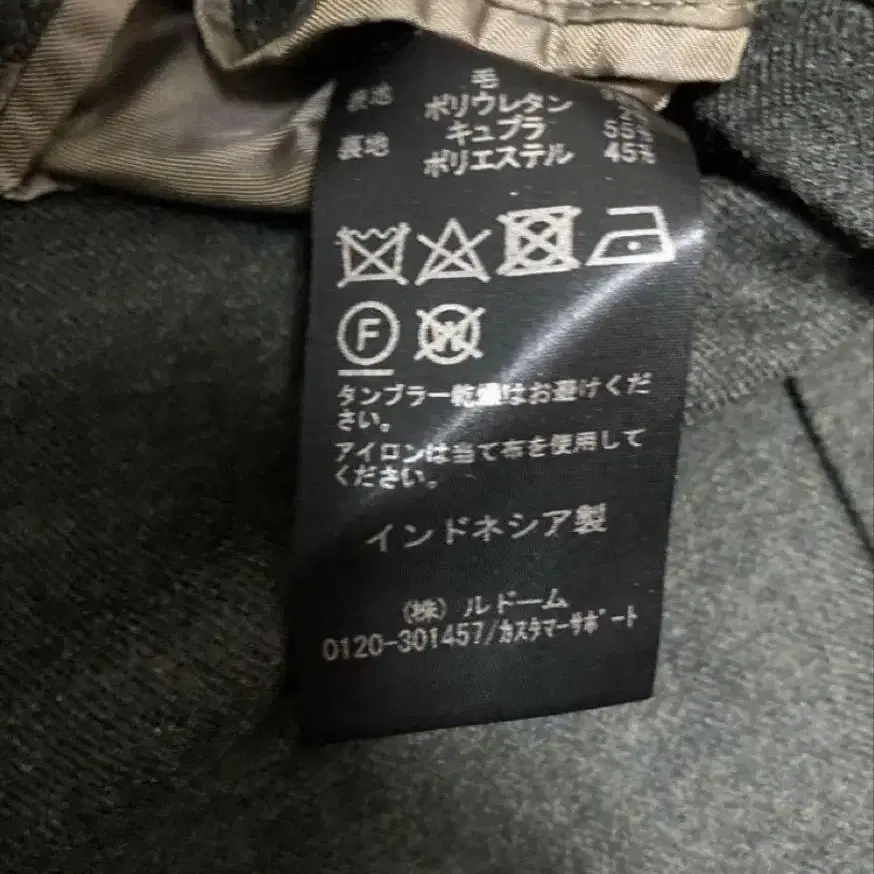 表地 毛
ポリウレタン
裏地 キュプラ 55%
ポリエステル 45%
F W
タンブラー乾燥はお避けくだ
さい。
アイロンは当て布を使用して
ください。
インドネシア製
(株)ルドーム
0120-301457/カスタマーサポート